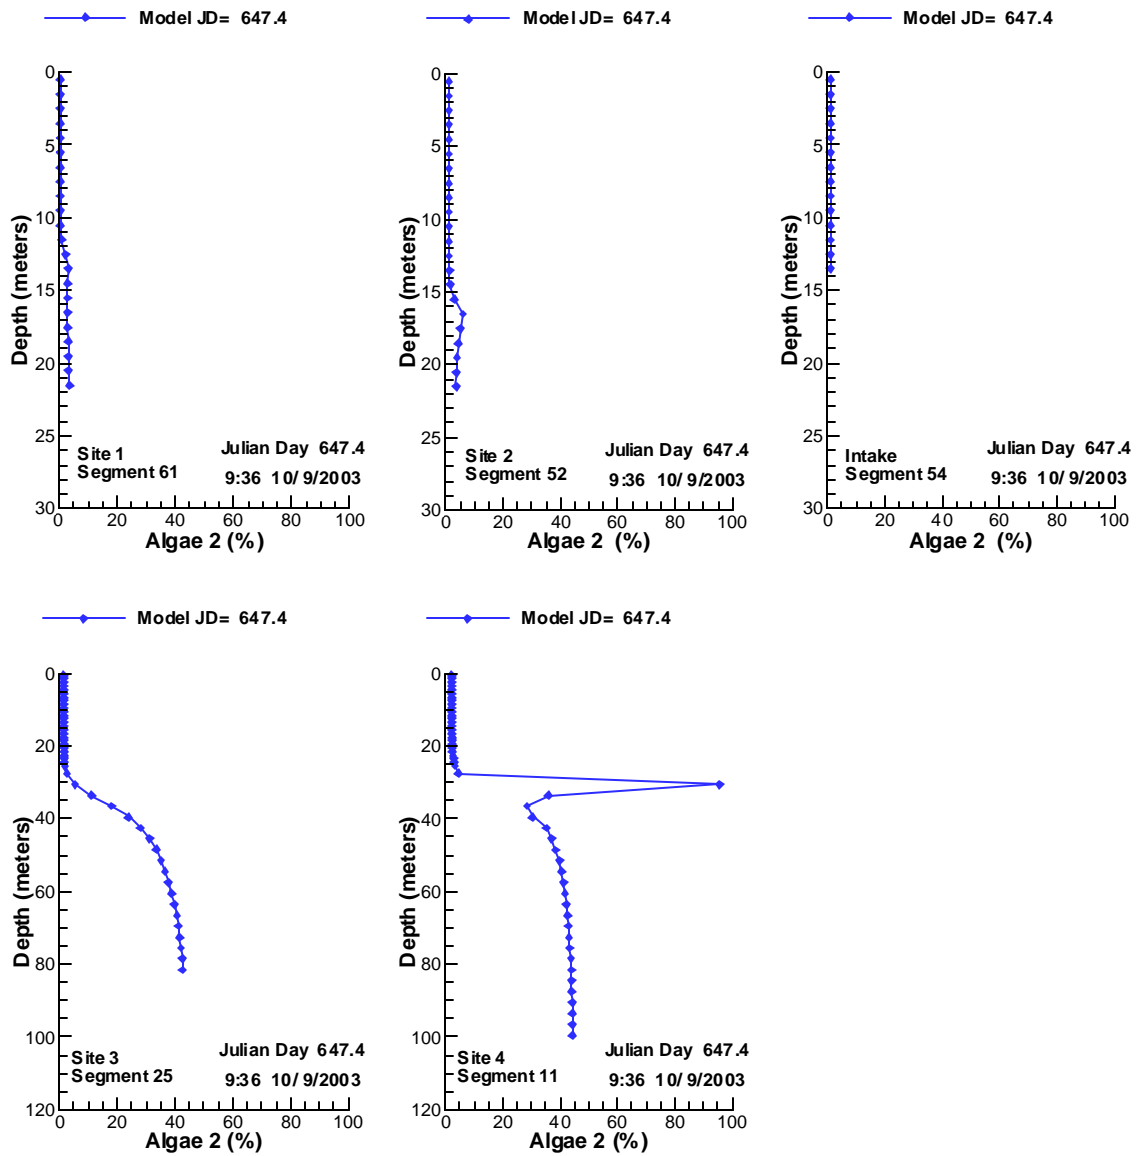 Model JD= 647.4
0
5
10
15
20
25
30
0 20 40 60 80 100
Depth (meters)
Algae 2 (%)
Site 1
Segment 61
Julian Day 647.4
9:36 10/ 9/2003
Model JD= 647.4
0
5
10
15
20
25
30
0 20 40 60 80 100
Depth (meters)
Algae 2 (%)
Site 2
Segment 52
Julian Day 647.4
9:36 10/ 9/2003
Model JD= 647.4
0
5
10
15
20
25
30
0 20 40 60 80 100
Depth (meters)
Algae 2 (%)
Intake
Segment 54
Julian Day 647.4
9:36 10/ 9/2003
Model JD= 647.4
0
20
40
60
80
100
120
0 20 40 60 80 100
Depth (meters)
Algae 2 (%)
Site 3
Segment 25
Julian Day 647.4
9:36 10/ 9/2003
Model JD= 647.4
0
20
40
60
80
100
120
0 20 40 60 80 100
Depth (meters)
Algae 2 (%)
Site 4
Segment 11
Julian Day 647.4
9:36 10/ 9/2003